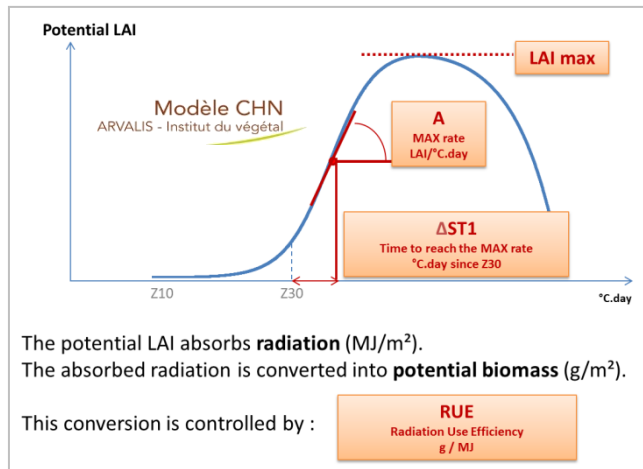 Potential LAI
LAI max
Modèle CHN
ARVALIS - Institut du végétal
A
MAX rate
LAI/°C.day
ΔST1
Time to reach the MAX rate
°C.day since Z30
Z10
Z30
°C.day
The potential LAI absorbs radiation (MJ/m²).
The absorbed radiation is converted into potential biomass (g/m²).
This conversion is controlled by :
RUE
Radiation Use Efficiency
g / MJ